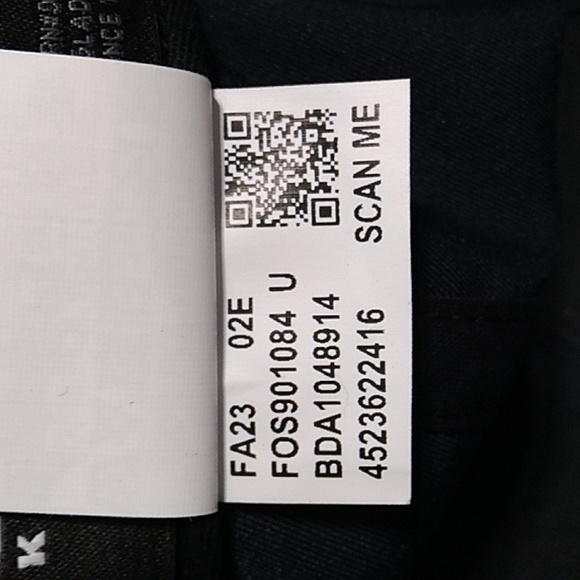 FA23 02E
FOS901084 U
BDA1048914
4523622416
SCAN ME
K